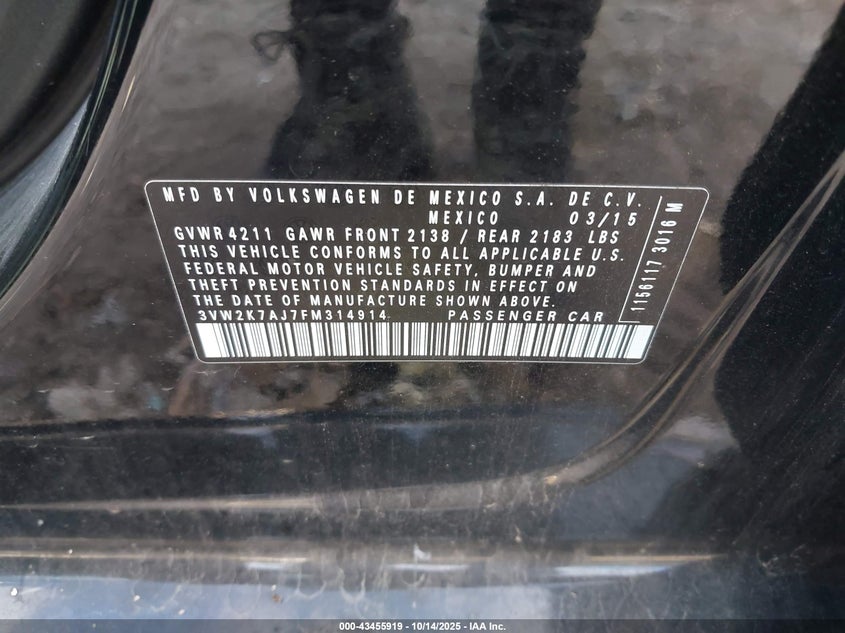 MFD BY VOLKSWAGEN DE MEXICO S.A. DE C.V.
MEXICO 03/15
GVWR 4211 GAWR FRONT 2138 / REAR 2183 LBS
THIS VEHICLE CONFORMS TO ALL APPLICABLE U.S.
FEDERAL MOTOR VEHICLE SAFETY, BUMPER AND
THEFT PREVENTION STANDARDS IN EFFECT ON
THE DATE OF MANUFACTURE SHOWN ABOVE.
3VW2K7AJ7FM314914 PASSENGER CAR
1156117 3016 M
000-43455919 - 10/14/2025 - IAA Inc.